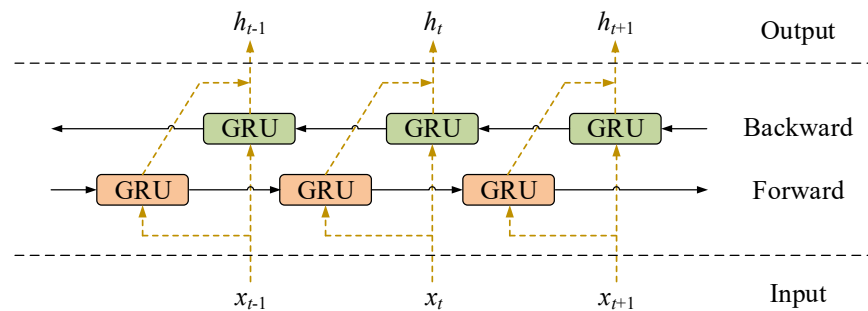 h_{t-1} h_t h_{t+1} Output
GRU GRU GRU Backward
GRU GRU GRU Forward
x_{t-1} x_t x_{t+1} Input